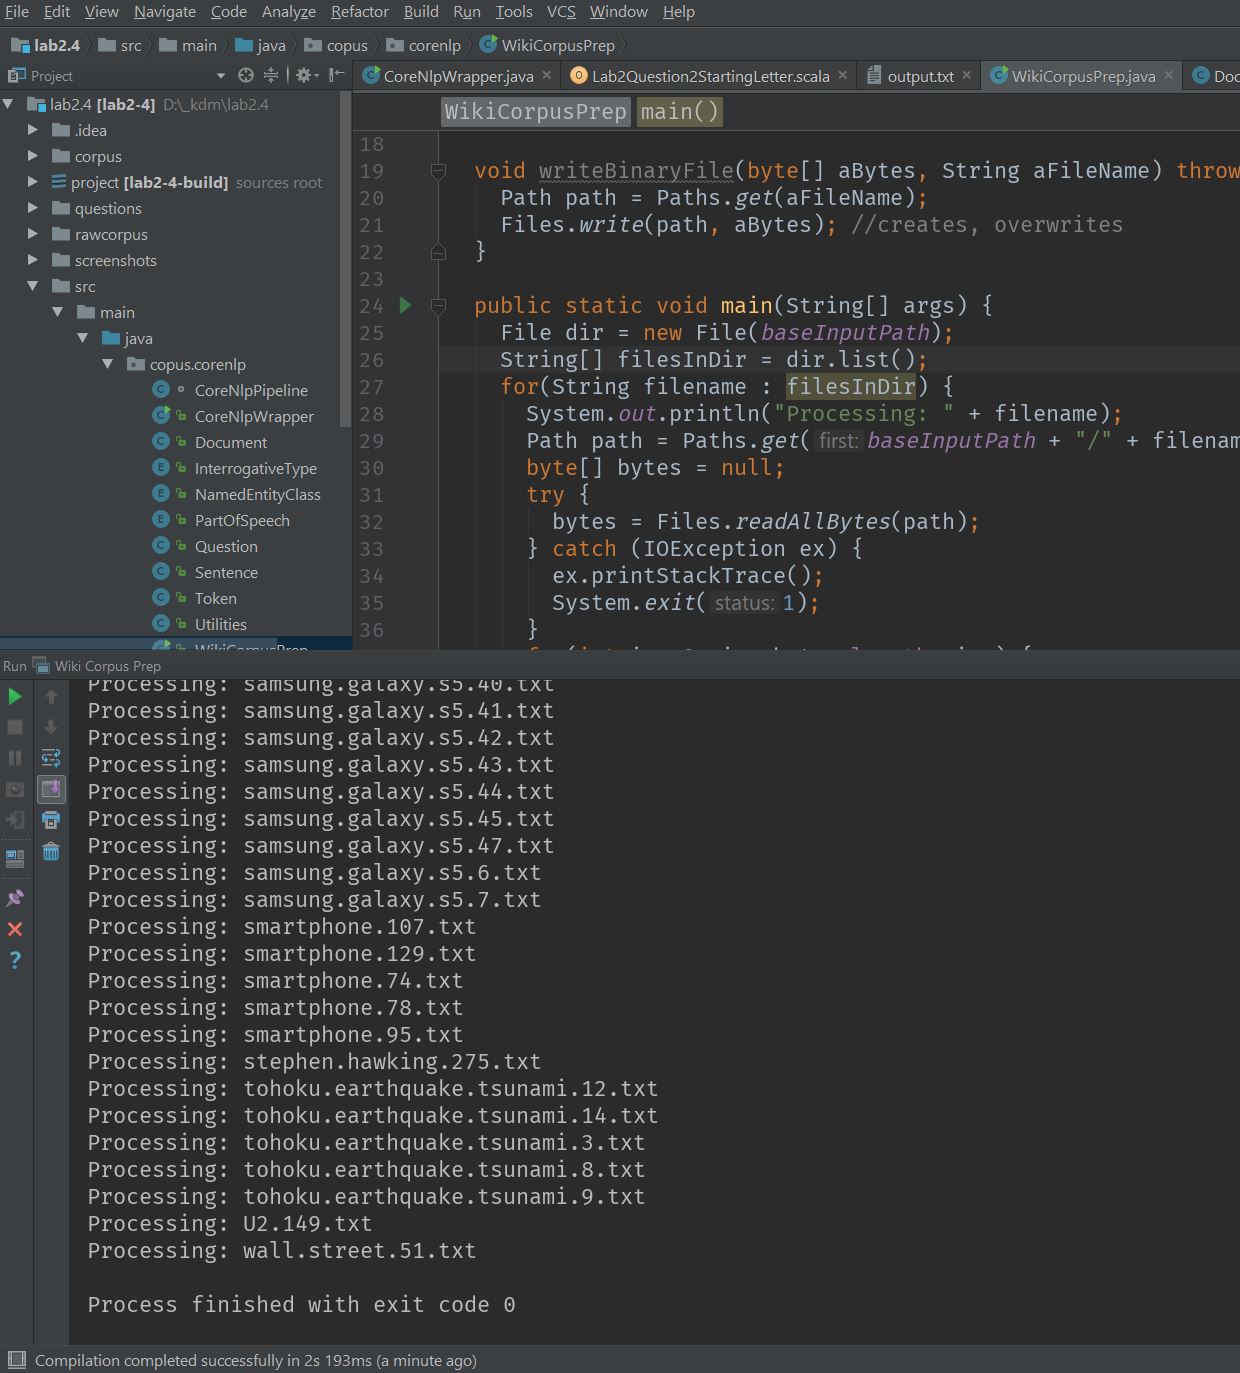 File Edit View Navigate Code Analyze Refactor Build Run Tools VCS Window Help
lab2.4 src main java copus corenlp WikiCorpusPrep
Project
CoreNlpWrapper.java × Lab2Question2StartingLetter.scala × output.txt × WikiCorpusPrep.java × Doc
lab2.4 [lab2-4] D:\_kdm\lab2.4
.idea
corpus
project [lab2-4-build] sources root
questions
rawcorpus
screenshots
src
main
java
copus.corenlp
CoreNlpPipeline
CoreNlpWrapper
Document
InterrogativeType
NamedEntityClass
PartOfSpeech
Question
Sentence
Token
Utilities
WikiCorpusPrep
WikiCorpusPrep main()
18
19 void writeBinaryFile(byte[] aBytes, String aFileName) throw
20 Path path = Paths.get(aFileName);
21 Files.write(path, aBytes); //creates, overwrites
22 }
23
24 public static void main(String[] args) {
25 File dir = new File(baseInputPath);
26 String[] filesInDir = dir.list();
27 for(String filename : filesInDir) {
28 System.out.println("Processing: " + filename);
29 Path path = Paths.get( first: baseInputPath + "/" + filenam
30 byte[] bytes = null;
31 try {
32 bytes = Files.readAllBytes(path);
33 } catch (IOException ex) {
34 ex.printStackTrace();
35 System.exit( status: 1);
36 }
Run Wiki Corpus Prep
Processing: samsung.galaxy.s5.40.txt
Processing: samsung.galaxy.s5.41.txt
Processing: samsung.galaxy.s5.42.txt
Processing: samsung.galaxy.s5.43.txt
Processing: samsung.galaxy.s5.44.txt
Processing: samsung.galaxy.s5.45.txt
Processing: samsung.galaxy.s5.47.txt
Processing: samsung.galaxy.s5.6.txt
Processing: samsung.galaxy.s5.7.txt
Processing: smartphone.107.txt
Processing: smartphone.129.txt
Processing: smartphone.74.txt
Processing: smartphone.78.txt
Processing: smartphone.95.txt
Processing: stephen.hawking.275.txt
Processing: tohoku.earthquake.tsunami.12.txt
Processing: tohoku.earthquake.tsunami.14.txt
Processing: tohoku.earthquake.tsunami.3.txt
Processing: tohoku.earthquake.tsunami.8.txt
Processing: tohoku.earthquake.tsunami.9.txt
Processing: U2.149.txt
Processing: wall.street.51.txt
Process finished with exit code 0
Compilation completed successfully in 2s 193ms (a minute ago)